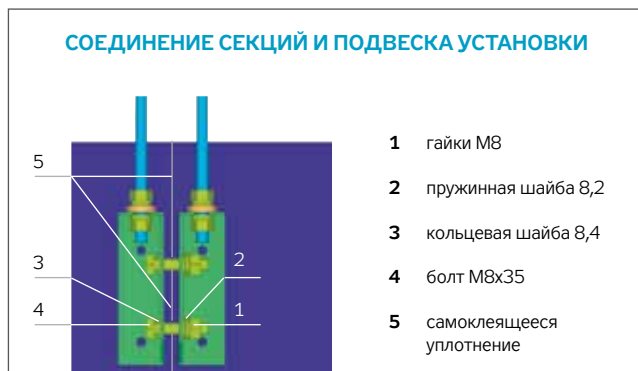 СОЕДИНЕНИЕ СЕКЦИЙ И ПОДВЕСКА УСТАНОВКИ
5
3
4
2
1
1 гайки М8
2 пружинная шайба 8,2
3 кольцевая шайба 8,4
4 болт М8х35
5 самоклеящееся
уплотнение